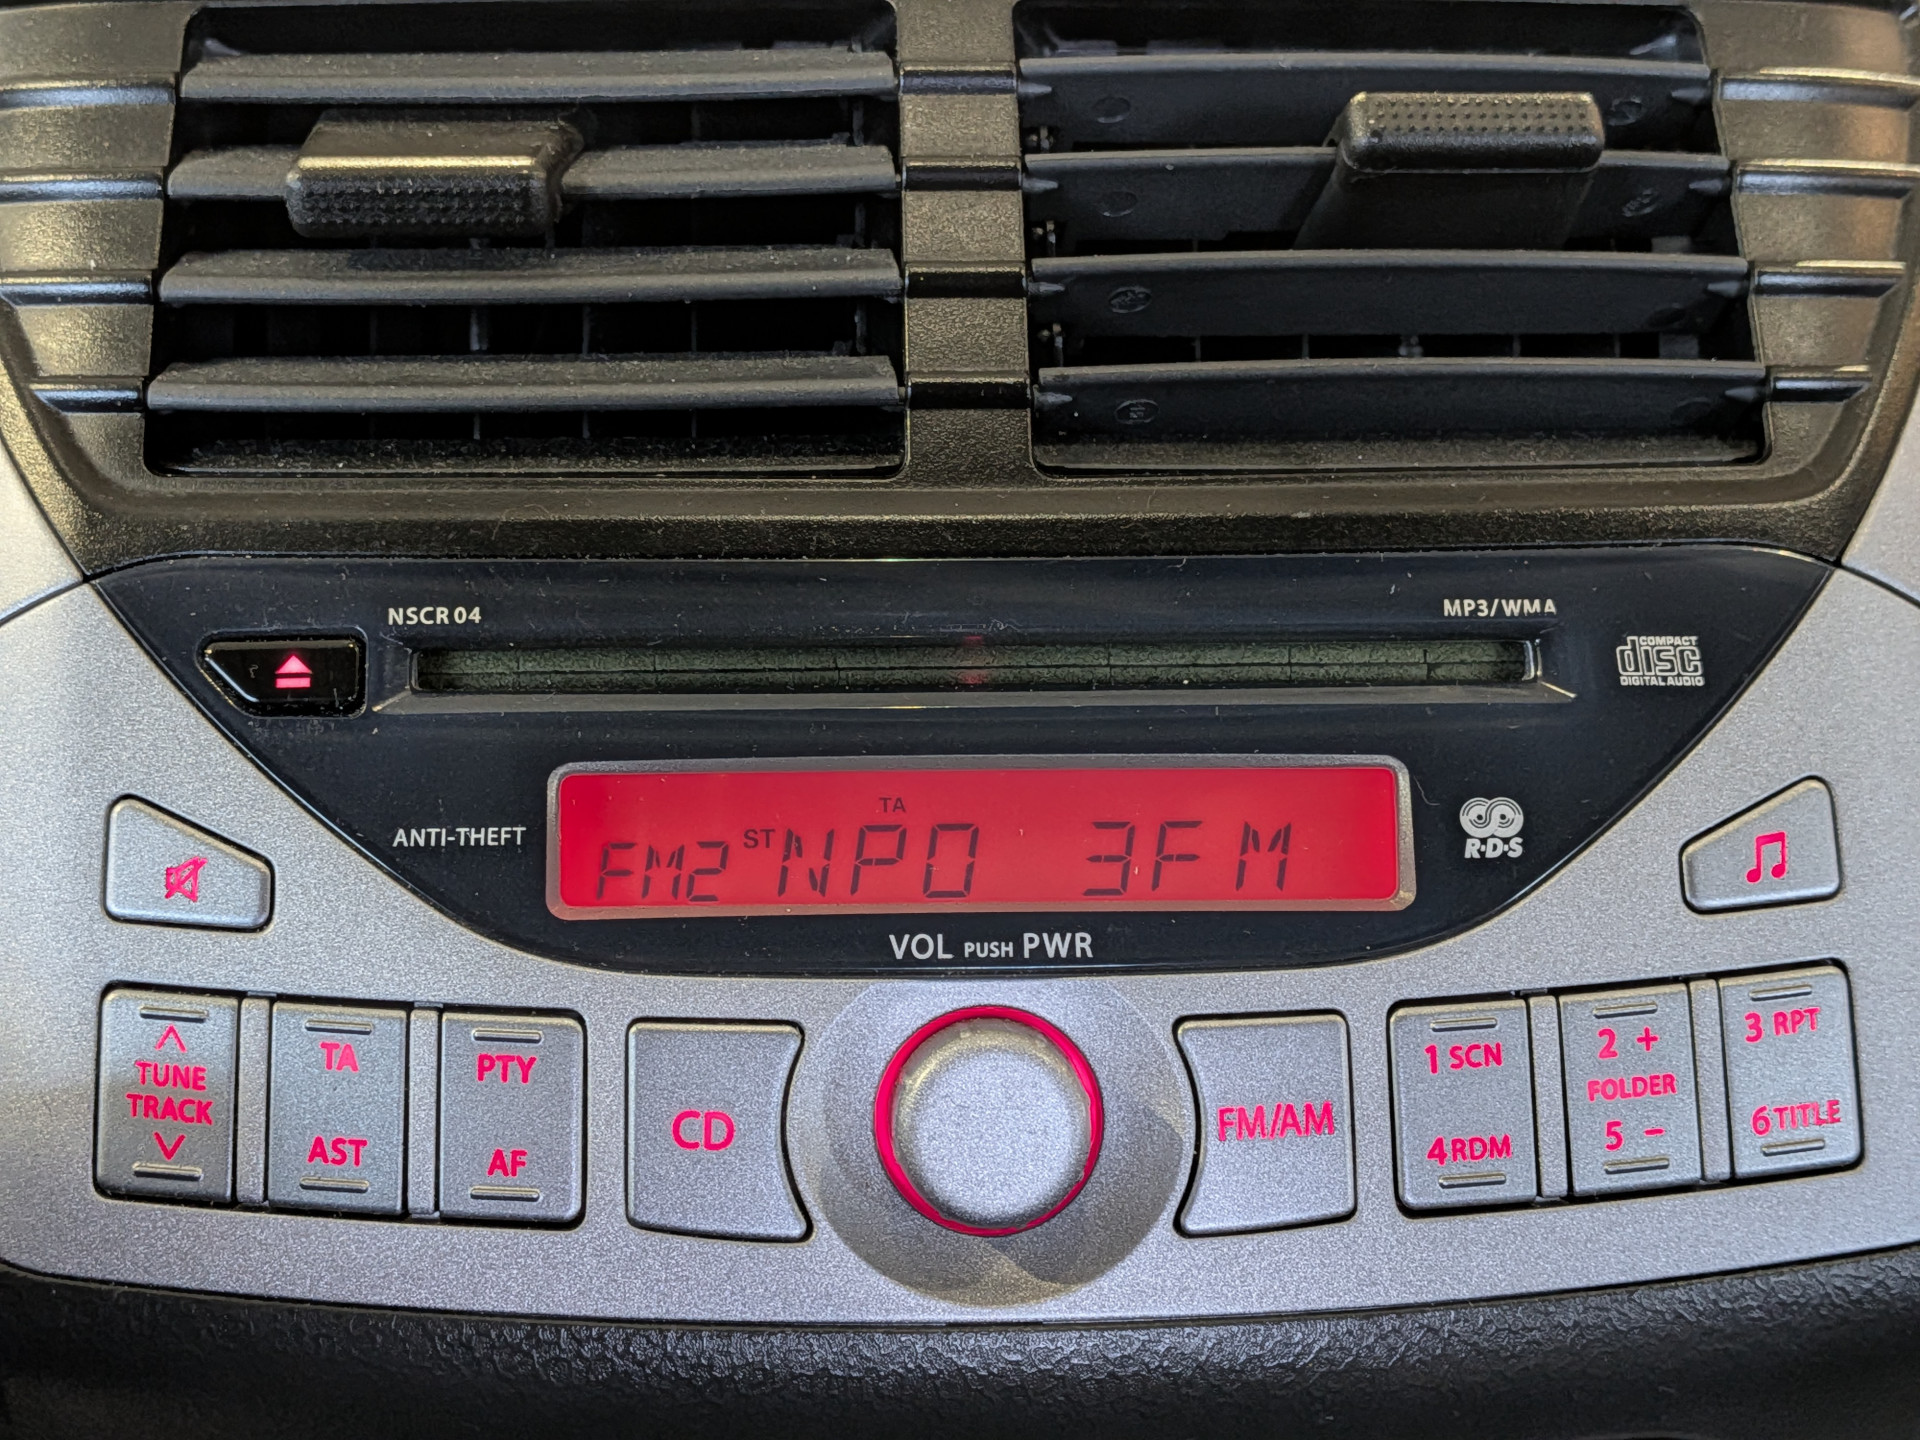 NSCR04
MP3/WMA
COMPACT
disc
DIGITAL AUDIO
TA
ANTI-THEFT
FM2 ST NPO 3FM
R·D·S
VOL PUSH PWR
TUNE
TRACK
TA
AST
PTY
AF
CD
FM/AM
1 SCN
4 RDM
2 +
FOLDER
5 -
3 RPT
6 TITLE